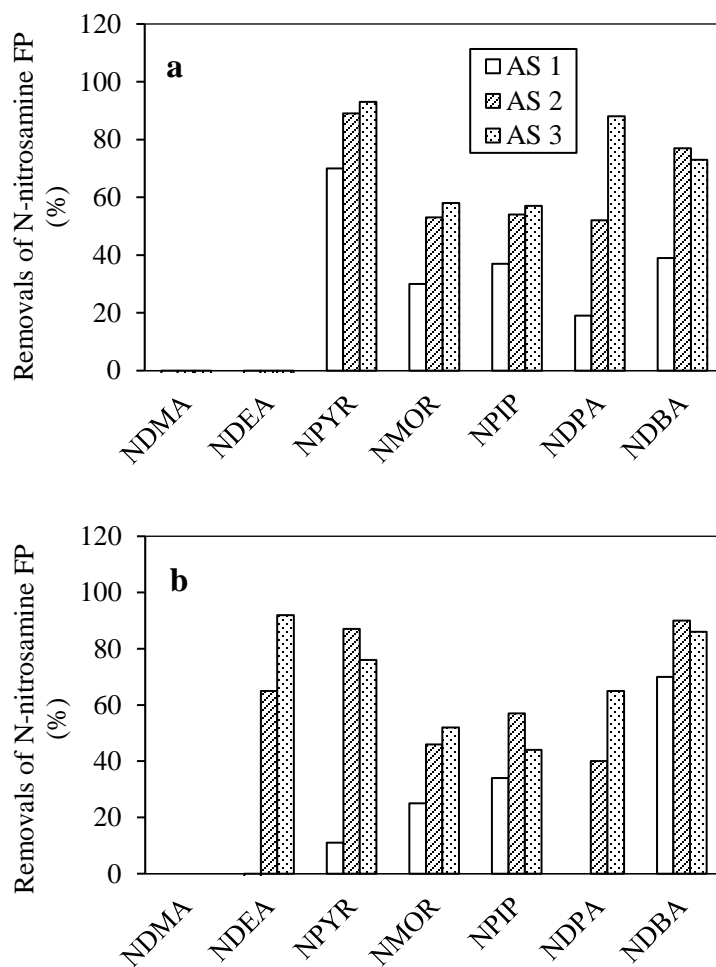 120
100
80
60
40
20
0
Removals of N-nitrosamine FP
(%)
a
AS 1
AS 2
AS 3
NDMA
NDEA
NPYR
NMOR
NPIP
NDPA
NDBA
120
100
80
60
40
20
0
Removals of N-nitrosamine FP
(%)
b
NDMA
NDEA
NPYR
NMOR
NPIP
NDPA
NDBA